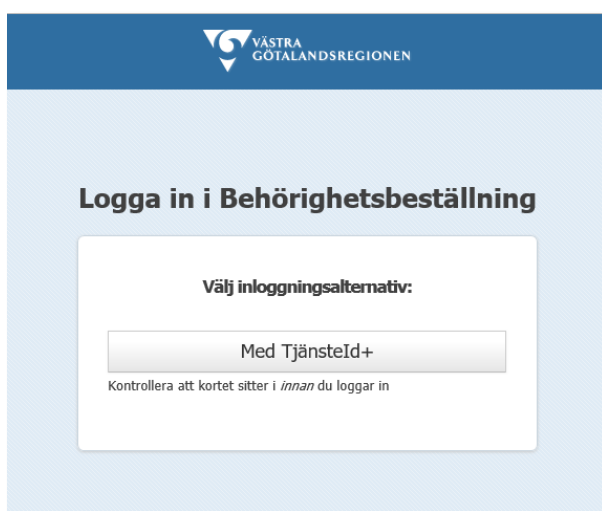 VÄSTRA
GÖTALANDSREGIONEN
Logga in i Behörighetsbeställning
Välj inloggningsalternativ:
Med TjänsteId+
Kontrollera att kortet sitter i innan du loggar in